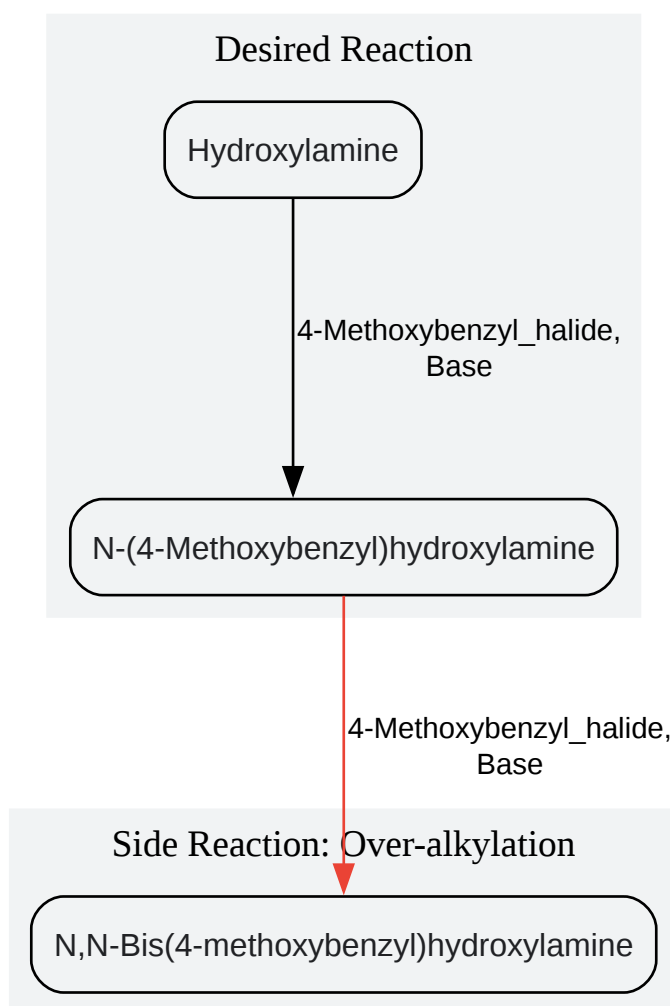 Desired Reaction
Hydroxylamine
4-Methoxybenzyl_halide,
Base
N-(4-Methoxybenzyl)hydroxylamine
4-Methoxybenzyl_halide,
Base
Side Reaction: Over-alkylation
N,N-Bis(4-methoxybenzyl)hydroxylamine